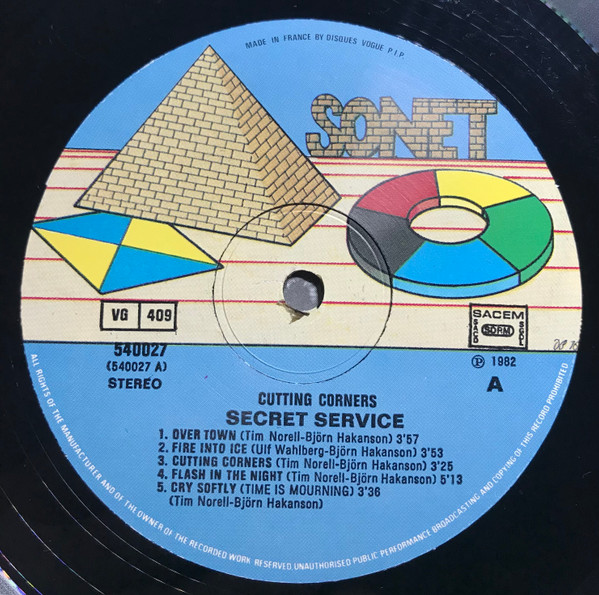 MADE IN FRANCE BY DISQUES VOGUE P.I.P.
SONET
VG 409
SACEM
SACD SDRM SGDL
540027
(540027 A)
STEREO
Ⓟ 1982
A
CUTTING CORNERS
SECRET SERVICE
1. OVER TOWN (Tim Norell-Björn Hakanson) 3'57
2. FIRE INTO ICE (Ulf Wahlberg-Björn Hakanson) 3'53
3. CUTTING CORNERS (Tim Norell-Björn Hakanson) 3'25
4. FLASH IN THE NIGHT (Tim Norell-Björn Hakanson) 5'13
5. CRY SOFTLY (TIME IS MOURNING) 3'36
(Tim Norell-Björn Hakanson)
ALL RIGHTS OF THE MANUFACTURER AND OF THE OWNER OF THE RECORDED WORK RESERVED. UNAUTHORISED PUBLIC PERFORMANCE BROADCASTING AND COPYING OF THIS RECORD PROHIBITED